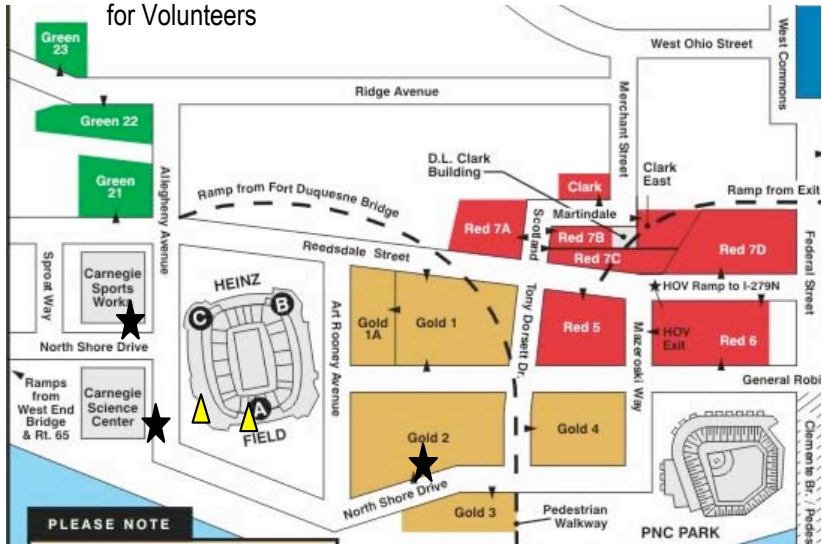 for Volunteers
Green
23
West Ohio Street
West Commons
Ridge Avenue
Green 22
Merchant Street
D.L. Clark
Building
Clark
East
Green
21
Allegheny Avenue
Ramp from Fort Duquesne Bridge
Clark
Ramp from Exit
Martindale
Scotland
Red 7A
Red 7B
Red 7C
Red 7D
Reedsdale Street
Federal Street
Sproat Way
Carnegie
Sports
Works
HEINZ
C
B
HOV Ramp to I-279N
Art Rooney Avenue
Gold
1A
Gold 1
Tony Dorsett Dr.
Red 5
Mazeroski Way
HOV
Exit
Red 6
North Shore Drive
General Robi
Ramps
from
West End
Bridge
& Rt. 65
Carnegie
Science
Center
A
FIELD
Gold 2
Gold 4
Clemente Br. / Pedes
North Shore Drive
Gold 3
Pedestrian
Walkway
PNC PARK
PLEASE NOTE